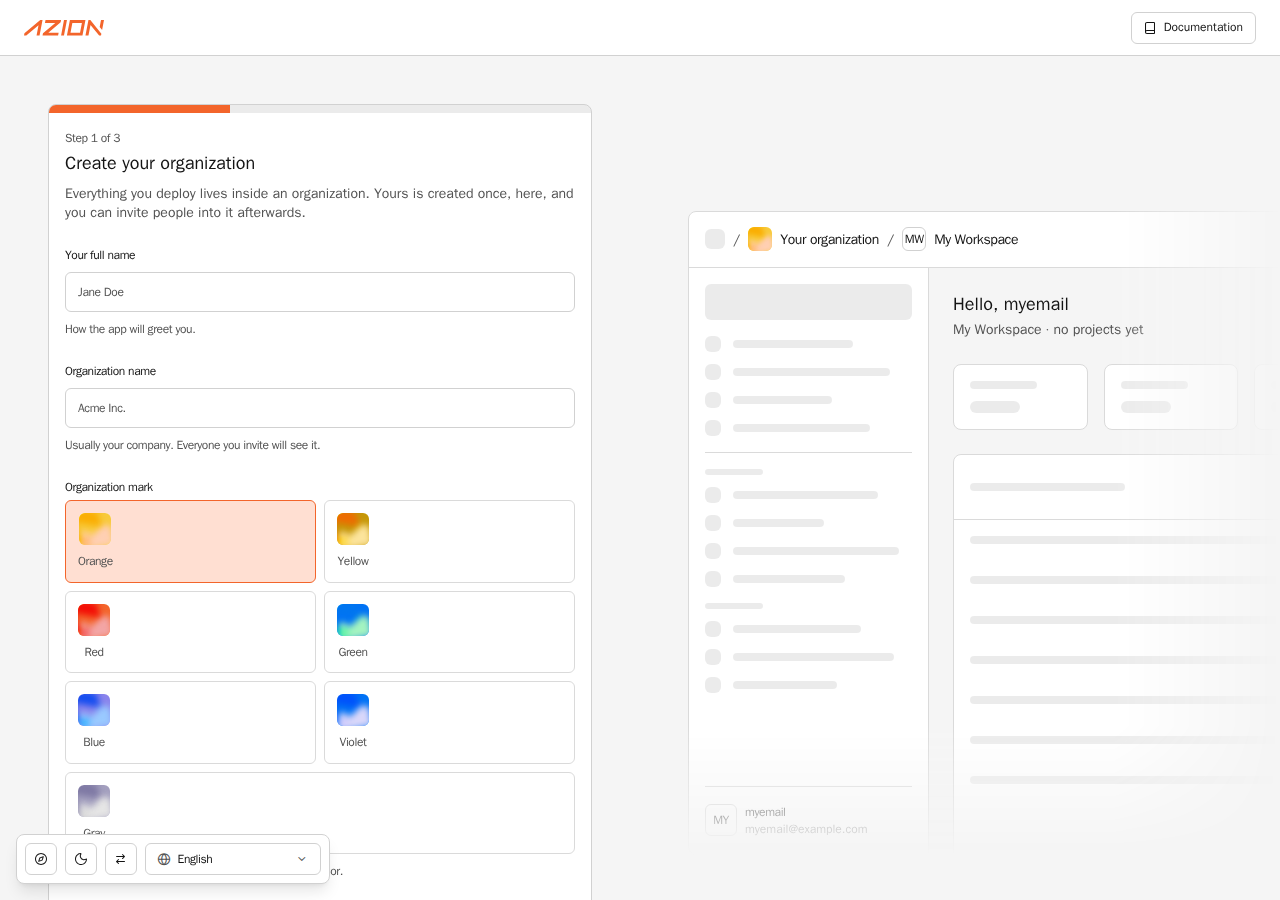 AZION
Documentation
Step 1 of 3
Create your organization
Everything you deploy lives inside an organization. Yours is created once, here, and
you can invite people into it afterwards.
Your full name
Jane Doe
How the app will greet you.
Organization name
Acme Inc.
Usually your company. Everyone you invite will see it.
Organization mark
Orange
Yellow
Red
Green
Blue
Violet
Gray
or.
English
/ Your organization / MW My Workspace
Hello, myemail
My Workspace · no projects yet
MY
myemail
myemail@example.com